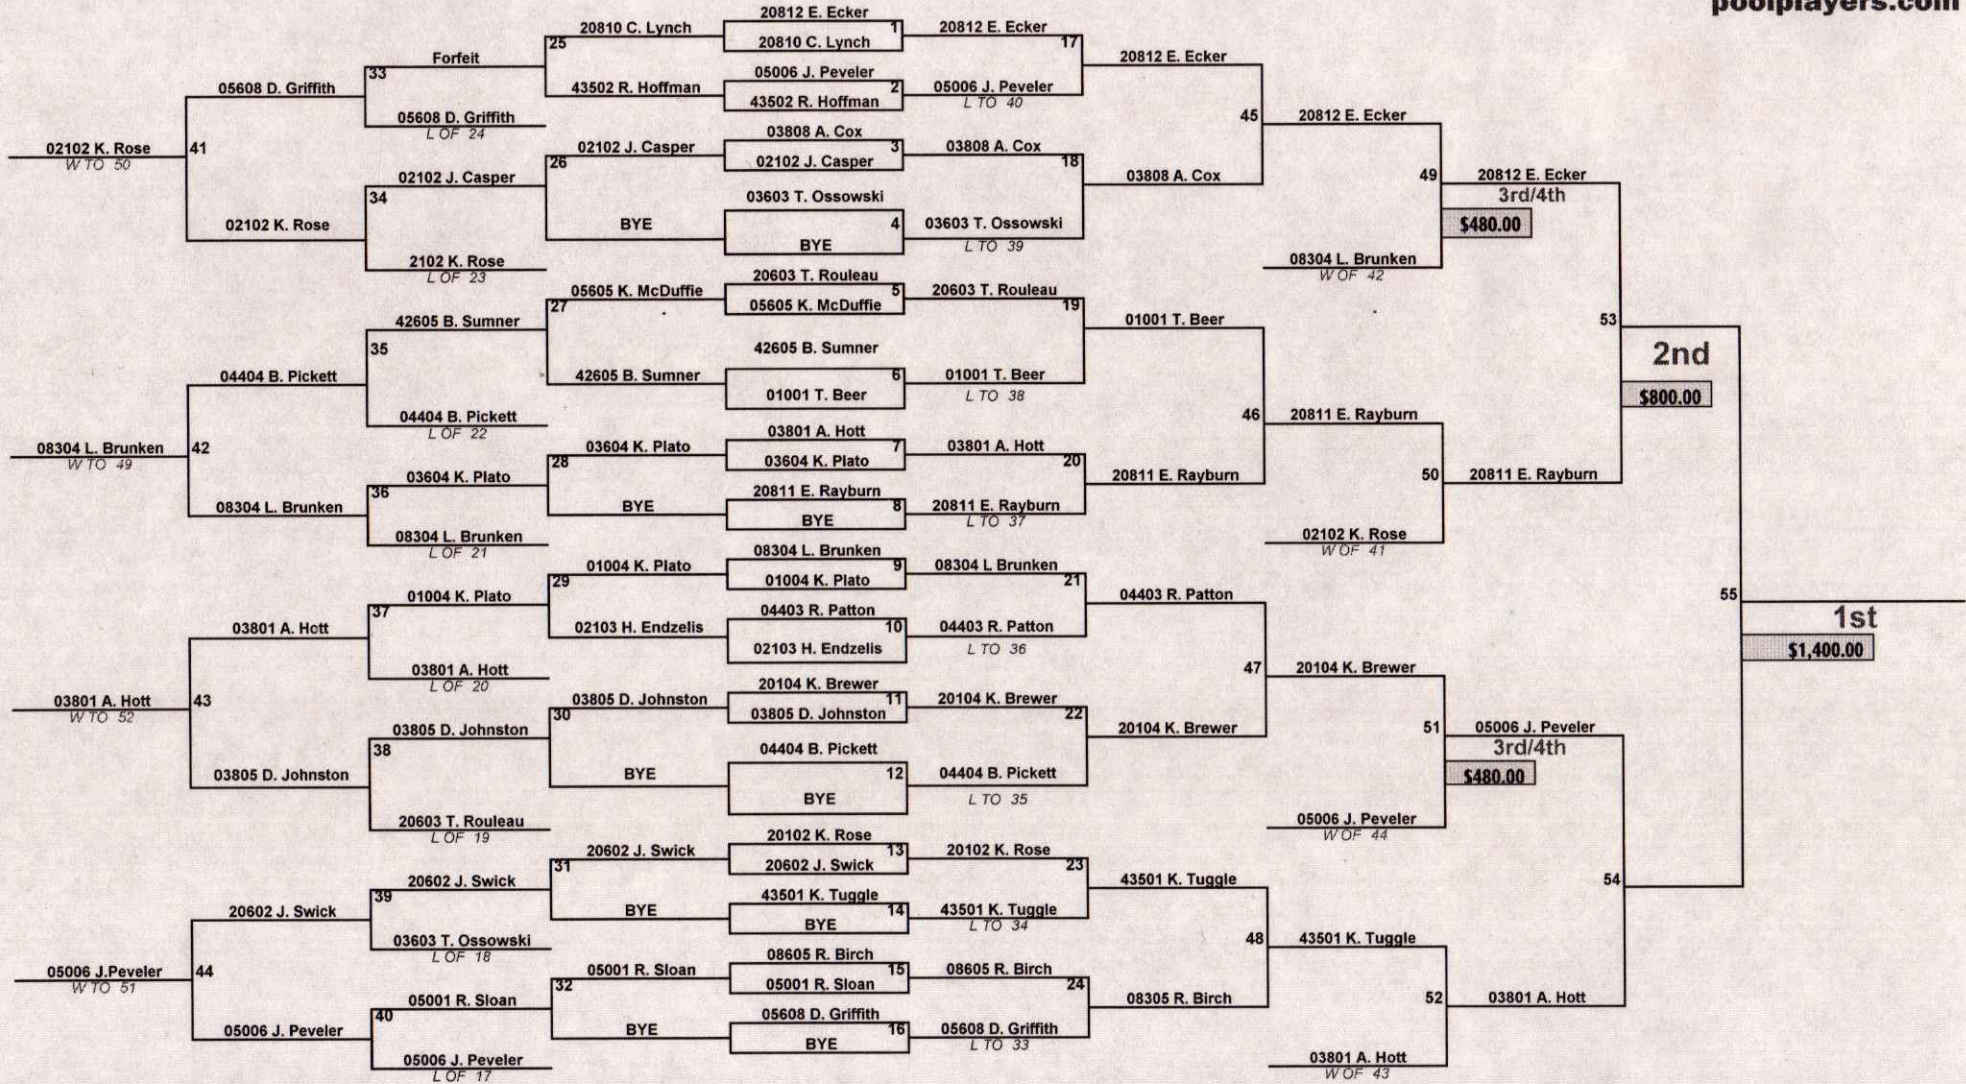 poolplayers.com
02102 K. Rose
W TO 50
41
05608 D. Griffith
02102 K. Rose
33
Forfeit
05608 D. Griffith
L OF 24
34
02102 J. Casper
2102 K. Rose
L OF 23
25
20810 C. Lynch
43502 R. Hoffman
26
02102 J. Casper
BYE
08304 L. Brunken
W TO 49
42
04404 B. Pickett
08304 L. Brunken
35
42605 B. Sumner
04404 B. Pickett
L OF 22
36
03604 K. Plato
08304 L. Brunken
L OF 21
27
05605 K. McDuffie
42605 B. Sumner
28
03604 K. Plato
BYE
03801 A. Hott
W TO 52
43
03801 A. Hott
03805 D. Johnston
37
01004 K. Plato
03801 A. Hott
L OF 20
38
03805 D. Johnston
20603 T. Rouleau
L OF 19
29
01004 K. Plato
02103 H. Endzelis
30
03805 D. Johnston
BYE
05006 J.Peveler
W TO 51
44
20602 J. Swick
05006 J. Peveler
39
20602 J. Swick
03603 T. Ossowski
L OF 18
40
05001 R. Sloan
05006 J. Peveler
L OF 17
31
20602 J. Swick
BYE
32
05001 R. Sloan
BYE
20812 E. Ecker
1
20810 C. Lynch
05006 J. Peveler
2
43502 R. Hoffman
03808 A. Cox
3
02102 J. Casper
03603 T. Ossowski
4
BYE
20603 T. Rouleau
5
05605 K. McDuffie
42605 B. Sumner
6
01001 T. Beer
03801 A. Hott
7
03604 K. Plato
20811 E. Rayburn
8
BYE
08304 L. Brunken
9
01004 K. Plato
04403 R. Patton
10
02103 H. Endzelis
20104 K. Brewer
11
03805 D. Johnston
04404 B. Pickett
12
BYE
20102 K. Rose
13
20602 J. Swick
43501 K. Tuggle
14
BYE
08605 R. Birch
15
05001 R. Sloan
05608 D. Griffith
16
BYE
20812 E. Ecker
17
05006 J. Peveler
L TO 40
03808 A. Cox
18
03603 T. Ossowski
L TO 39
20603 T. Rouleau
19
01001 T. Beer
L TO 38
03801 A. Hott
20
20811 E. Rayburn
L TO 37
08304 L Brunken
21
04403 R. Patton
L TO 36
20104 K. Brewer
22
04404 B. Pickett
L TO 35
20102 K. Rose
23
43501 K. Tuggle
L TO 34
08605 R. Birch
24
05608 D. Griffith
L TO 33
20812 E. Ecker
45
03808 A. Cox
01001 T. Beer
46
20811 E. Rayburn
04403 R. Patton
47
20104 K. Brewer
43501 K. Tuggle
48
08305 R. Birch
20812 E. Ecker
49
08304 L. Brunken
W OF 42
20811 E. Rayburn
50
02102 K. Rose
W OF 41
20104 K. Brewer
51
05006 J. Peveler
W OF 44
43501 K. Tuggle
52
03801 A. Hott
W OF 43
20812 E. Ecker
3rd/4th
$480.00
53
20811 E. Rayburn
05006 J. Peveler
3rd/4th
$480.00
54
03801 A. Hott
2nd
$800.00
55
1st
$1,400.00